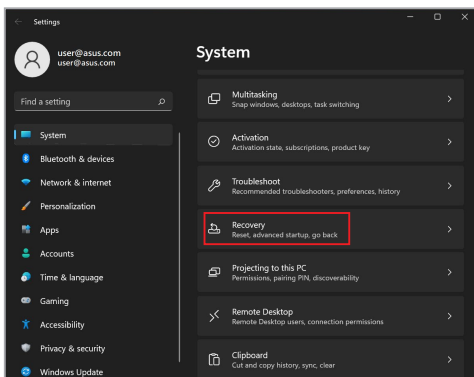 Settings
user@asus.com
user@asus.com
Find a setting
System
Bluetooth & devices
Network & internet
Personalization
Apps
Accounts
Time & language
Gaming
Accessibility
Privacy & security
Windows Update
System
Multitasking
Snap windows, desktops, task switching
Activation
Activation state, subscriptions, product key
Troubleshoot
Recommended troubleshooters, preferences, history
Recovery
Reset, advanced startup, go back
Projecting to this PC
Permissions, pairing PIN, discoverability
Remote Desktop
Remote Desktop users, connection permissions
Clipboard
Cut and copy history, sync, clear